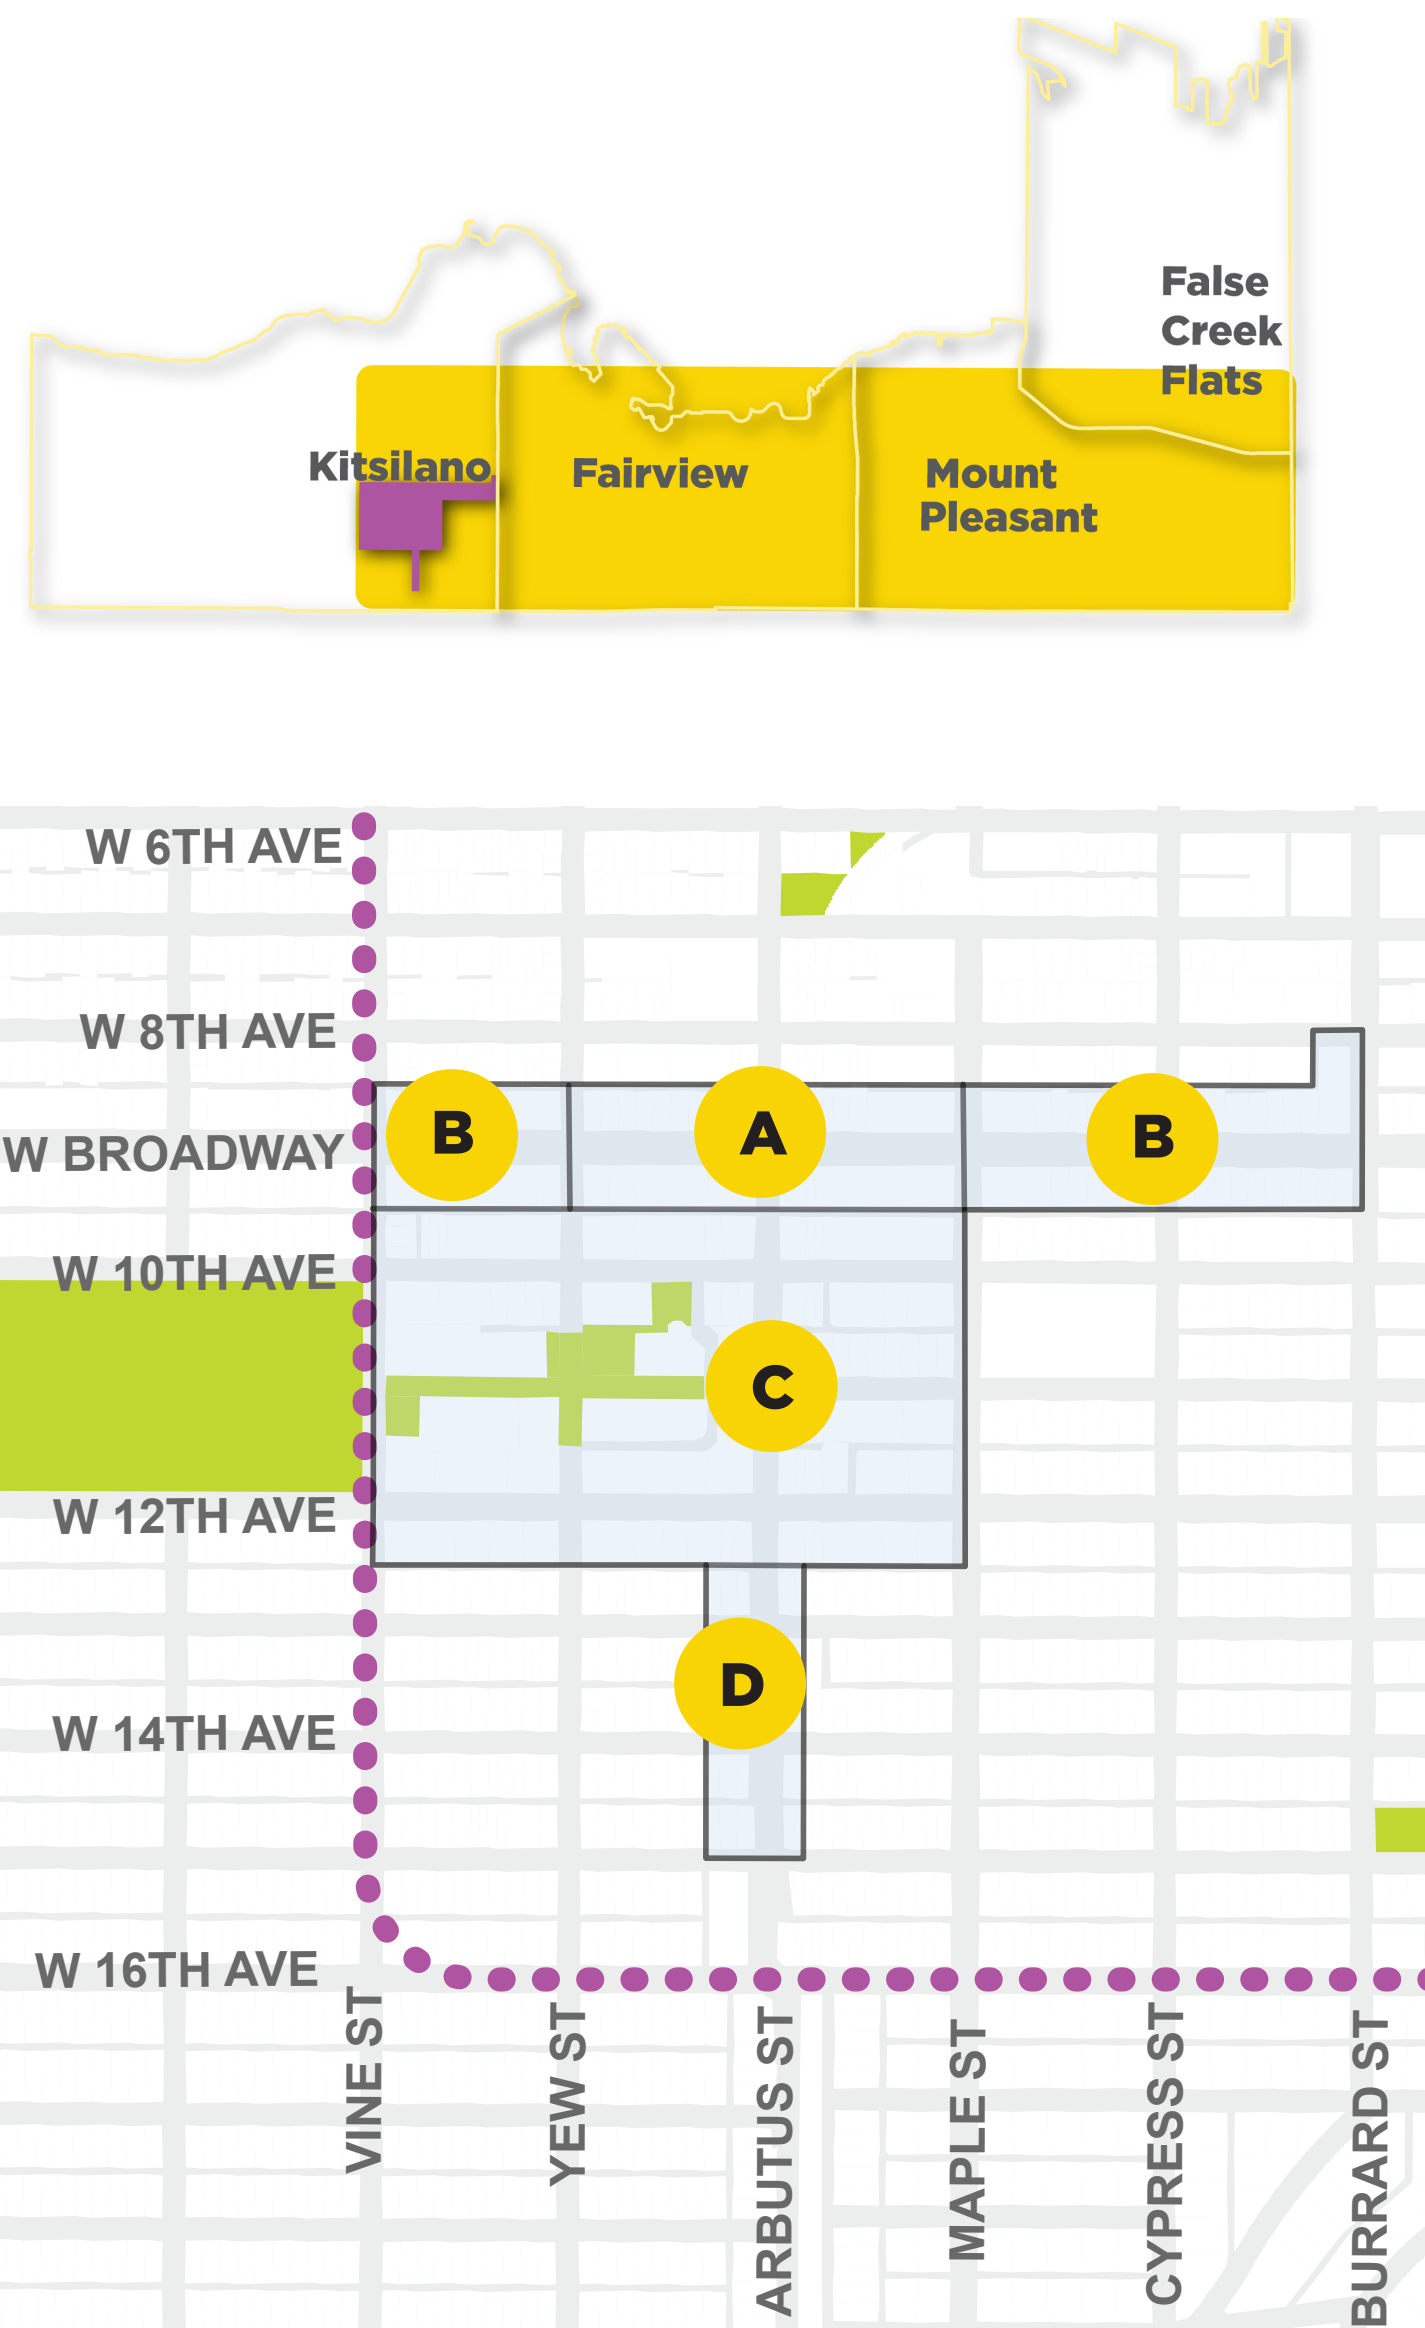 False
Creek
Flats
Kitsilano
Fairview
Mount
Pleasant
W 6TH AVE
W 8TH AVE
B
A
B
W BROADWAY
W 10TH AVE
C
W 12TH AVE
D
W 14TH AVE
W 16TH AVE
VINE ST
YEW ST
ARBUTUS ST
MAPLE ST
CYPRESS ST
BURRARD ST